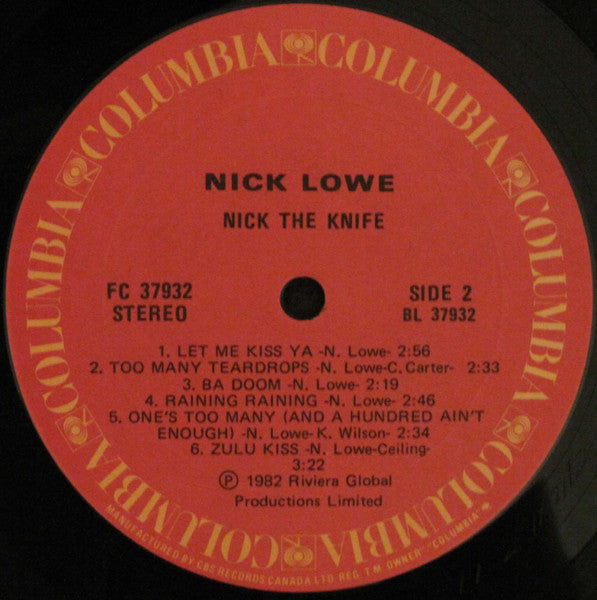 COLUMBIA COLUMBIA COLUMBIA COLUMBIA COLUMBIA COLUMBIA
NICK LOWE
NICK THE KNIFE
FC 37932
STEREO
SIDE 2
BL 37932
1. LET ME KISS YA -N. Lowe- 2:56
2. TOO MANY TEARDROPS -N. Lowe-C. Carter- 2:33
3. BA DOOM -N. Lowe- 2:19
4. RAINING RAINING -N. Lowe- 2:46
5. ONE'S TOO MANY (AND A HUNDRED AIN'T
ENOUGH) -N. Lowe-K. Wilson- 2:34
6. ZULU KISS -N. Lowe-Ceiling-
3:22
Ⓟ 1982 Riviera Global
Productions Limited
MANUFACTURED BY CBS RECORDS CANADA LTD. REG. T.M. OWNER "COLUMBIA"